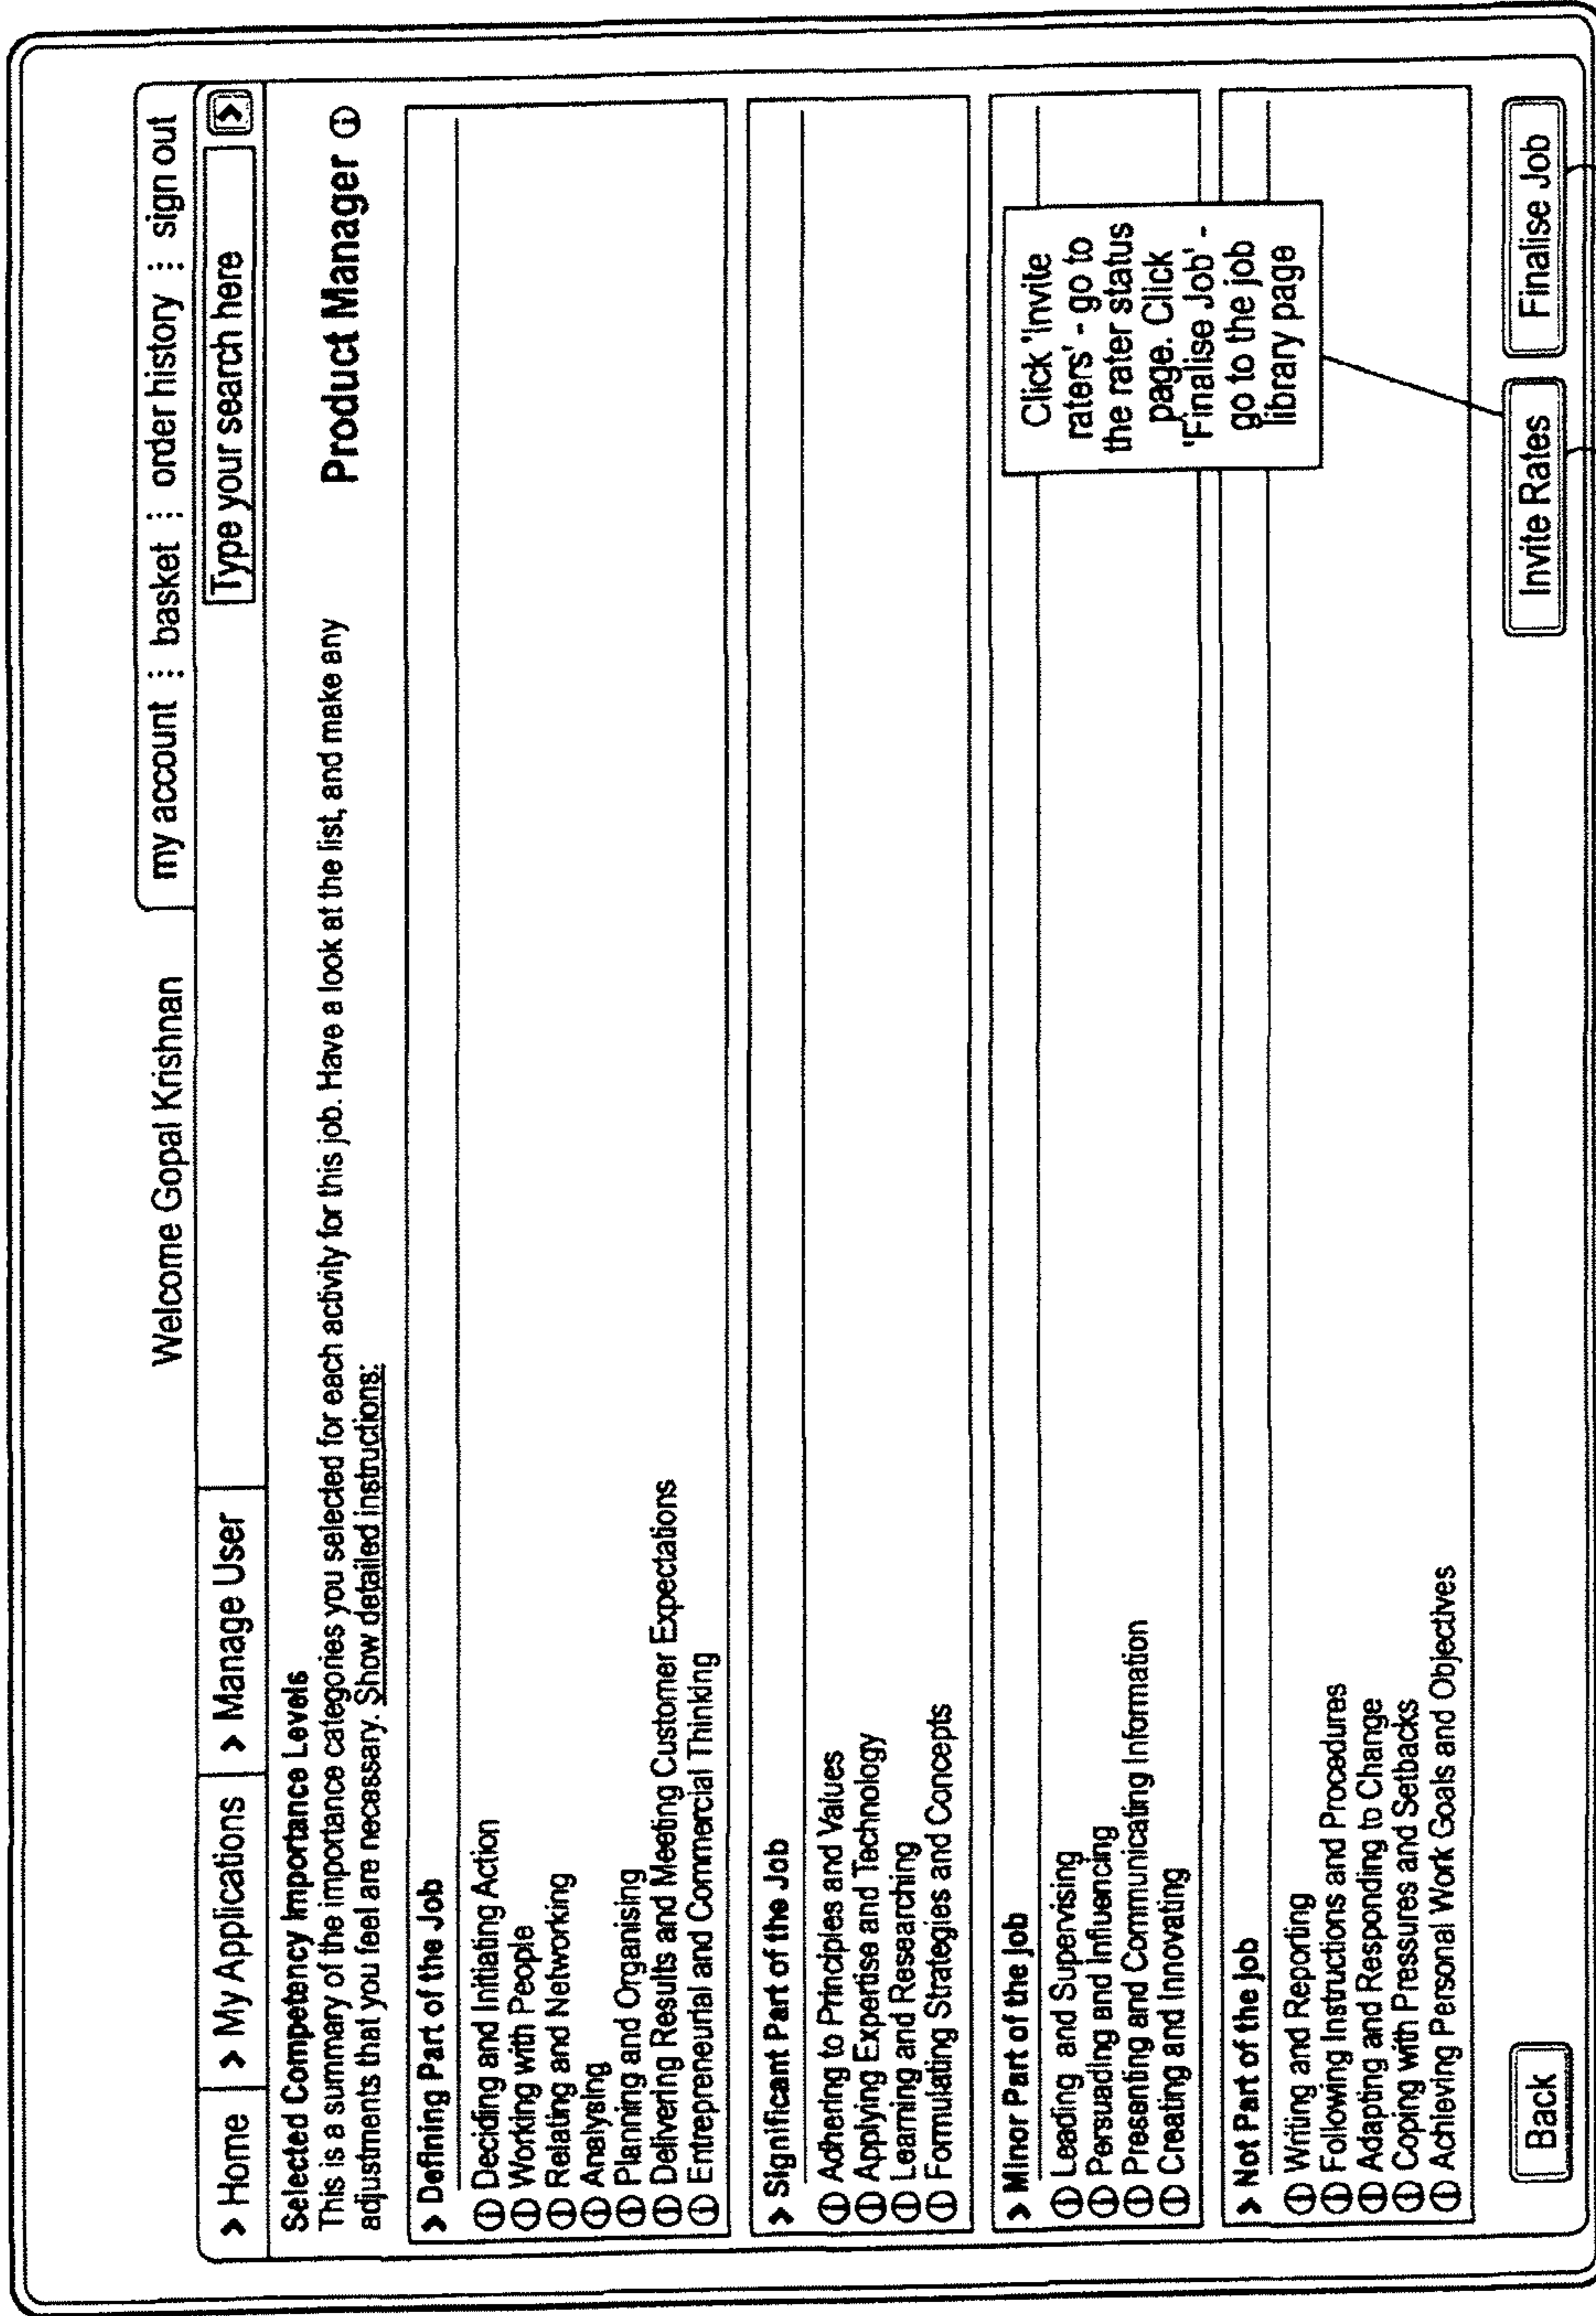 Welcome Gopal Krishnan
my account ⋮ basket ⋮ order history ⋮ sign out
> Home
> My Applications
> Manage User
Type your search here >
Selected Competency Importance Levels
Product Manager ⓘ
This is a summary of the importance categories you selected for each activity for this job. Have a look at the list, and make any
adjustments that you feel are necessary. Show detailed instructions:
> Defining Part of the Job
ⓘ Deciding and Initiating Action
ⓘ Working with People
ⓘ Relating and Networking
ⓘ Analysing
ⓘ Planning and Organising
ⓘ Delivering Results and Meeting Customer Expectations
ⓘ Entrepreneurial and Commercial Thinking
> Significant Part of the Job
ⓘ Adhering to Principles and Values
ⓘ Applying Expertise and Technology
ⓘ Learning and Researching
ⓘ Formulating Strategies and Concepts
> Minor Part of the job
ⓘ Leading and Supervising
ⓘ Persuading and Influencing
ⓘ Presenting and Communicating Information
ⓘ Creating and Innovating
Click 'Invite
raters' - go to
the rater status
page. Click
'Finalise Job' -
go to the job
library page
> Not Part of the job
ⓘ Writing and Reporting
ⓘ Following Instructions and Procedures
ⓘ Adapting and Responding to Change
ⓘ Coping with Pressures and Setbacks
ⓘ Achieving Personal Work Goals and Objectives
Back
Invite Rates
Finalise Job